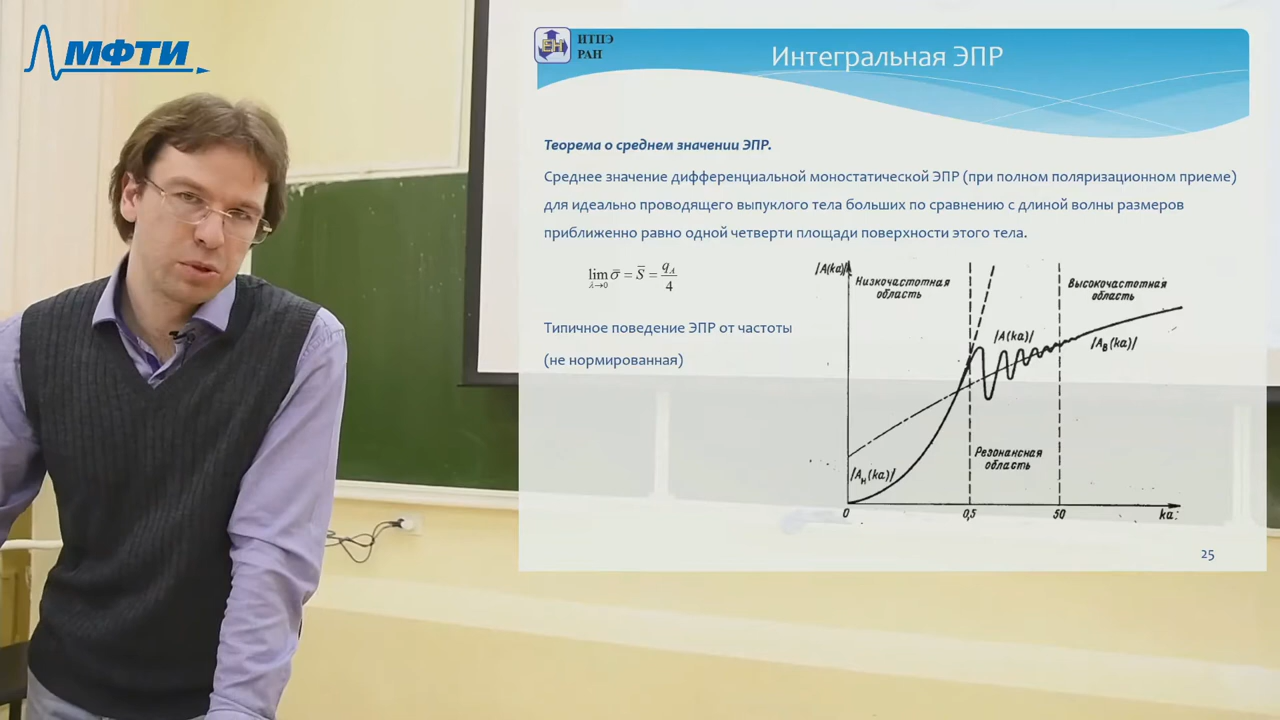 МФТИ
ИТПЭ
РАН
Интегральная ЭПР
Теорема о среднем значении ЭПР.
Среднее значение дифференциальной моностатической ЭПР (при полном поляризационном приеме)
для идеально проводящего выпуклого тела больших по сравнению с длиной волны размеров
приближенно равно одной четверти площади поверхности этого тела.
lim σ̄ = S̄ = q_A / 4
λ→0
Типичное поведение ЭПР от частоты
(не нормированная)
|A(ka)|
Низкочастотная
область
Высокочастотная
область
|A(ka)|
|A_B(ka)|
Резонансная
область
|A_H(ka)|
0
0,5
50
ka
25